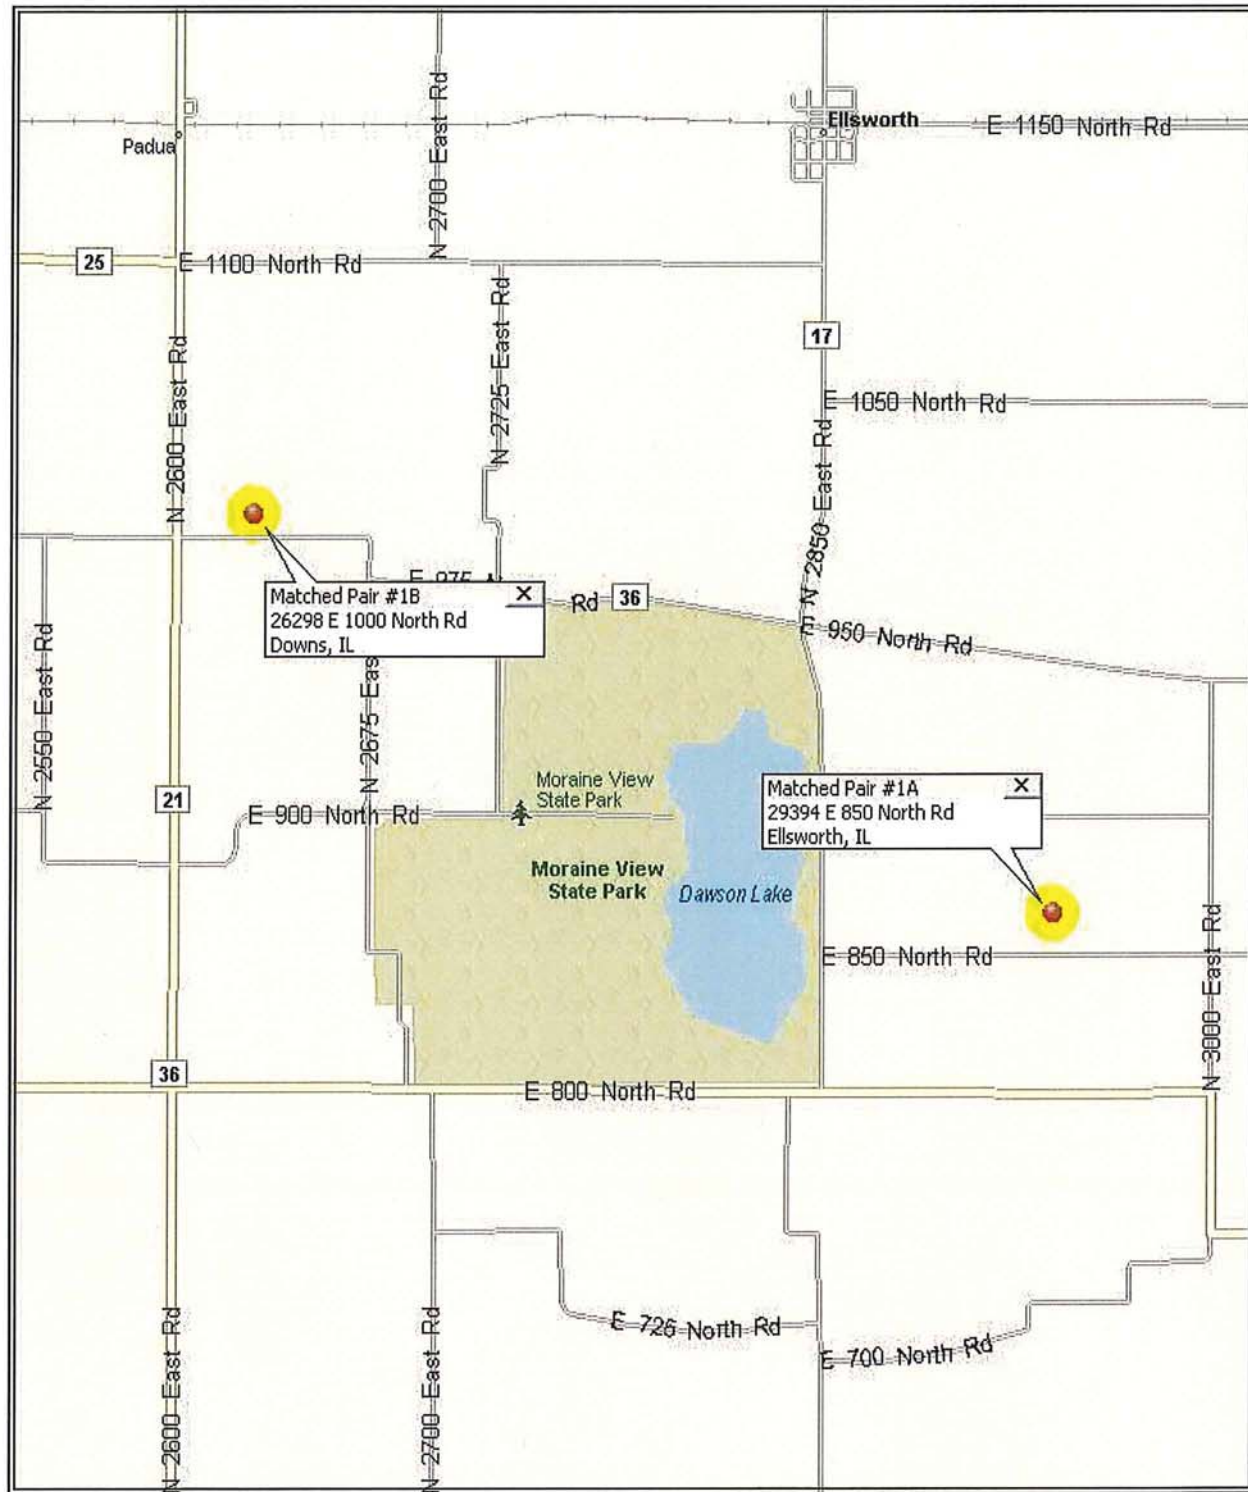 N 2700 East Rd
Ellsworth
E 1150 North Rd
Padua
25
E 1100 North Rd
17
N 2600 East Rd
N 2725 East Rd
E 1050 North Rd
N 2850 East Rd
Matched Pair #1B
26298 E 1000 North Rd
Downs, IL
E 975
Rd
36
E 950 North Rd
N 2550 East Rd
N 2675 Eas
21
E 900 North Rd
Moraine View
State Park
Matched Pair #1A
29394 E 850 North Rd
Ellsworth, IL
Moraine View
State Park
Dawson Lake
E 850 North Rd
N 3000 East Rd
36
E 800 North Rd
E 725 North Rd
E 700 North Rd
N 2600 East Rd
N 2700 East Rd